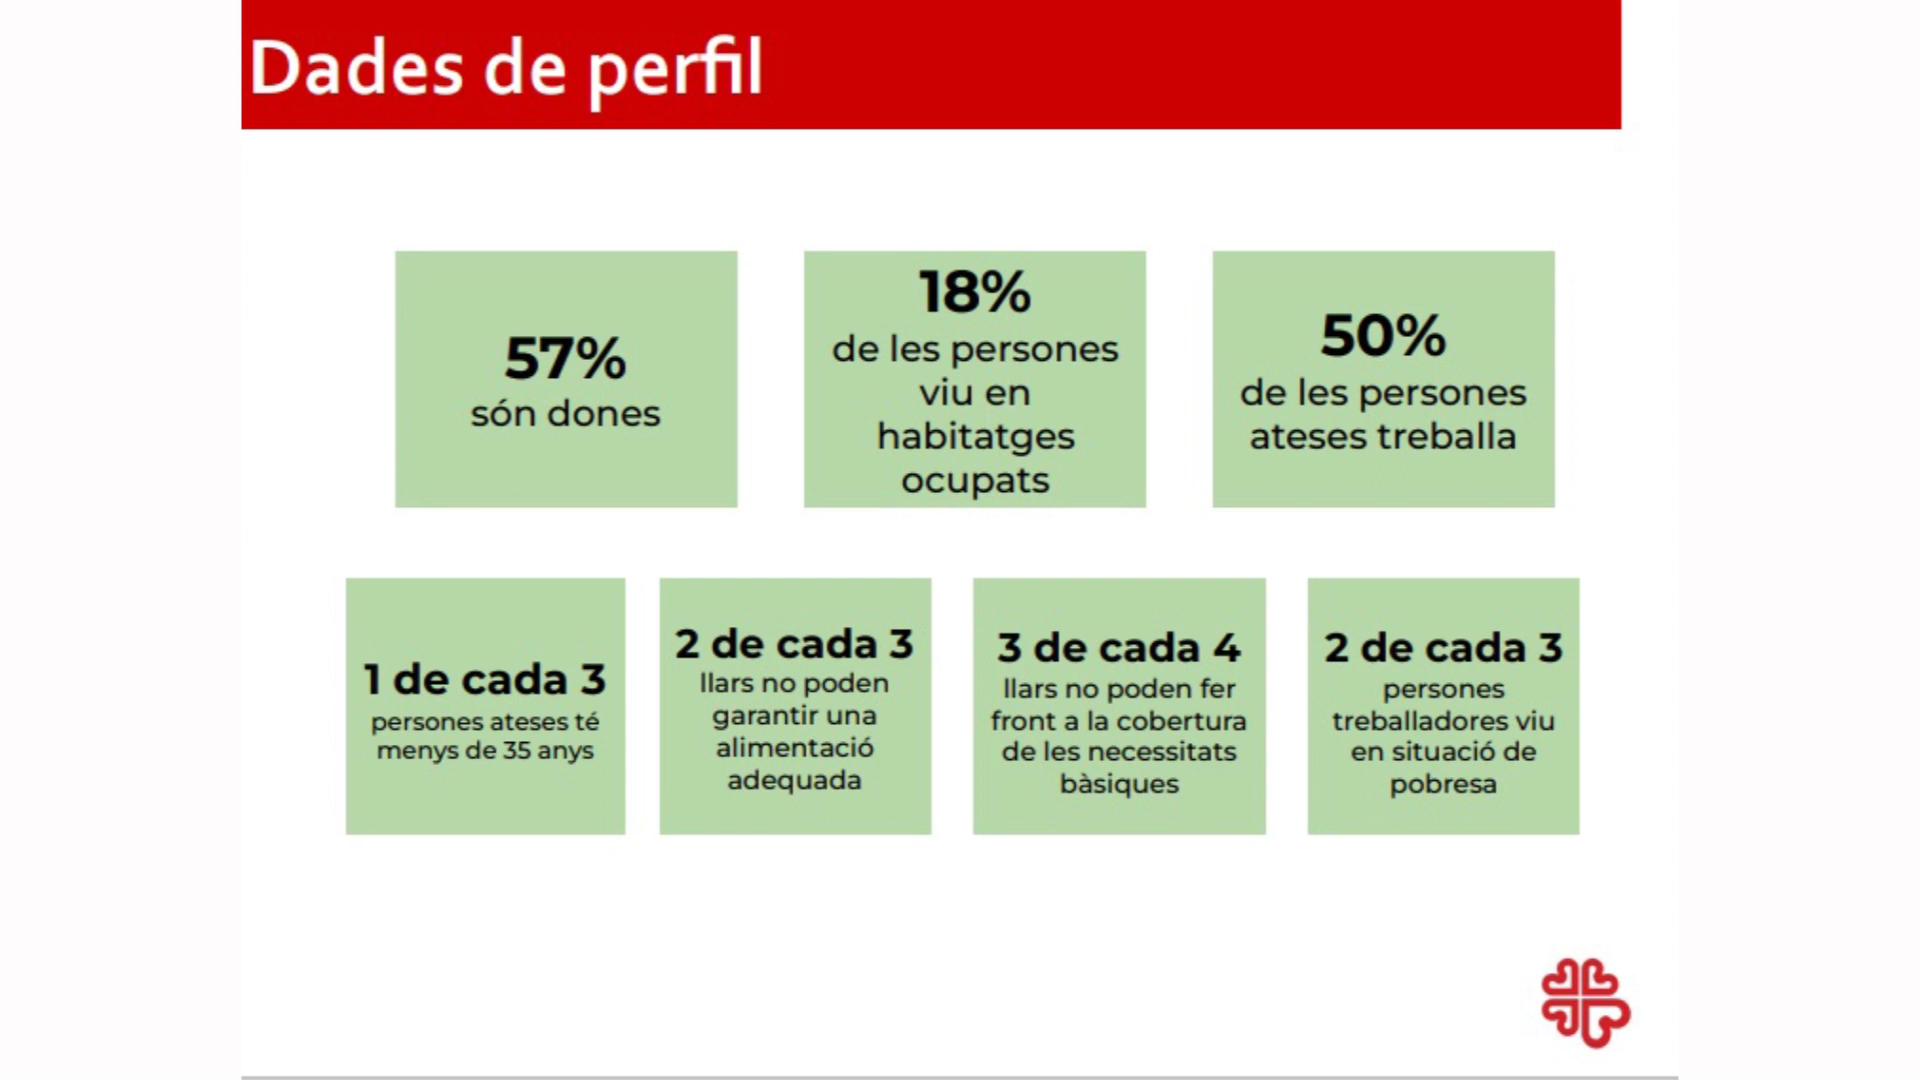 Dades de perfil
57%
són dones
18%
de les persones
viu en
habitatges
ocupats
50%
de les persones
ateses treballa
1 de cada 3
persones ateses té
menys de 35 anys
2 de cada 3
llars no poden
garantir una
alimentació
adequada
3 de cada 4
llars no poden fer
front a la cobertura
de les necessitats
bàsiques
2 de cada 3
persones
treballadores viu
en situació de
pobresa